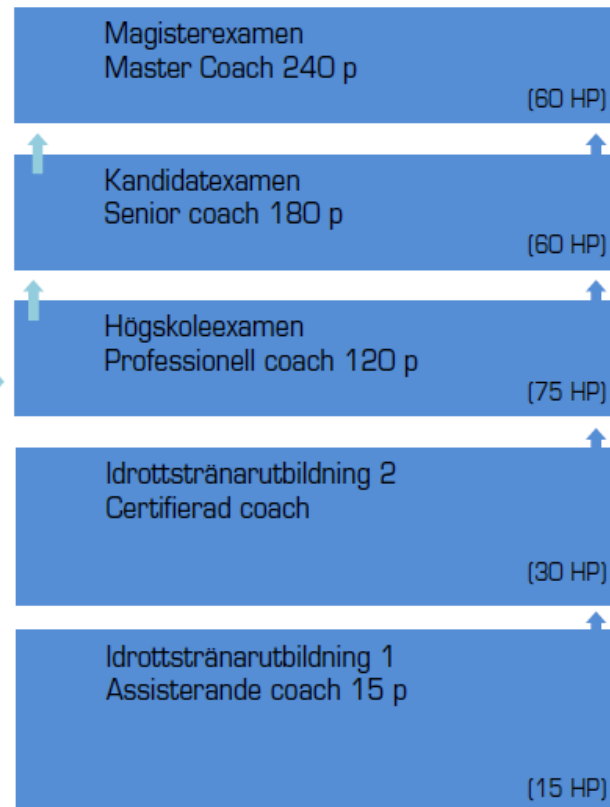 Magisterexamen
Master Coach 240 p
(60 HP)
Kandidatexamen
Senior coach 180 p
(60 HP)
Högskoleexamen
Professionell coach 120 p
(75 HP)
Idrottstränarutbildning 2
Certifierad coach
(30 HP)
Idrottstränarutbildning 1
Assisterande coach 15 p
(15 HP)